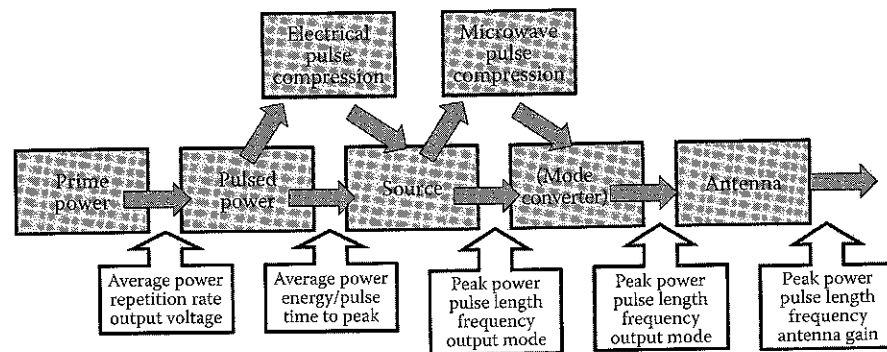 Electrical
pulse
compression
Microwave
pulse
compression
Prime
power
Pulsed
power
Source
(Mode
converter)
Antenna
Average power
repetition rate
output voltage
Average power
energy/pulse
time to peak
Peak power
pulse length
frequency
output mode
Peak power
pulse length
frequency
output mode
Peak power
pulse length
frequency
antenna gain